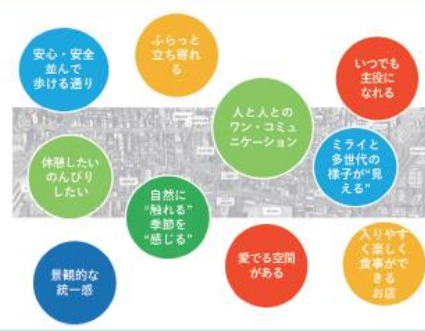 安心・安全
並んで
歩ける通り
ふらっと
立ち寄れ
る
いつでも
主役に
なれる
人と人との
ワン・コミュ
ニケーション
休憩したい
のんびり
したい
ミライと
多世代の
様子が“見
える”
自然に
“触れる”
季節を
“感じる”
景観的な
統一感
愛でる空間
がある
入りやす
く楽しく
食事がで
きる
お店